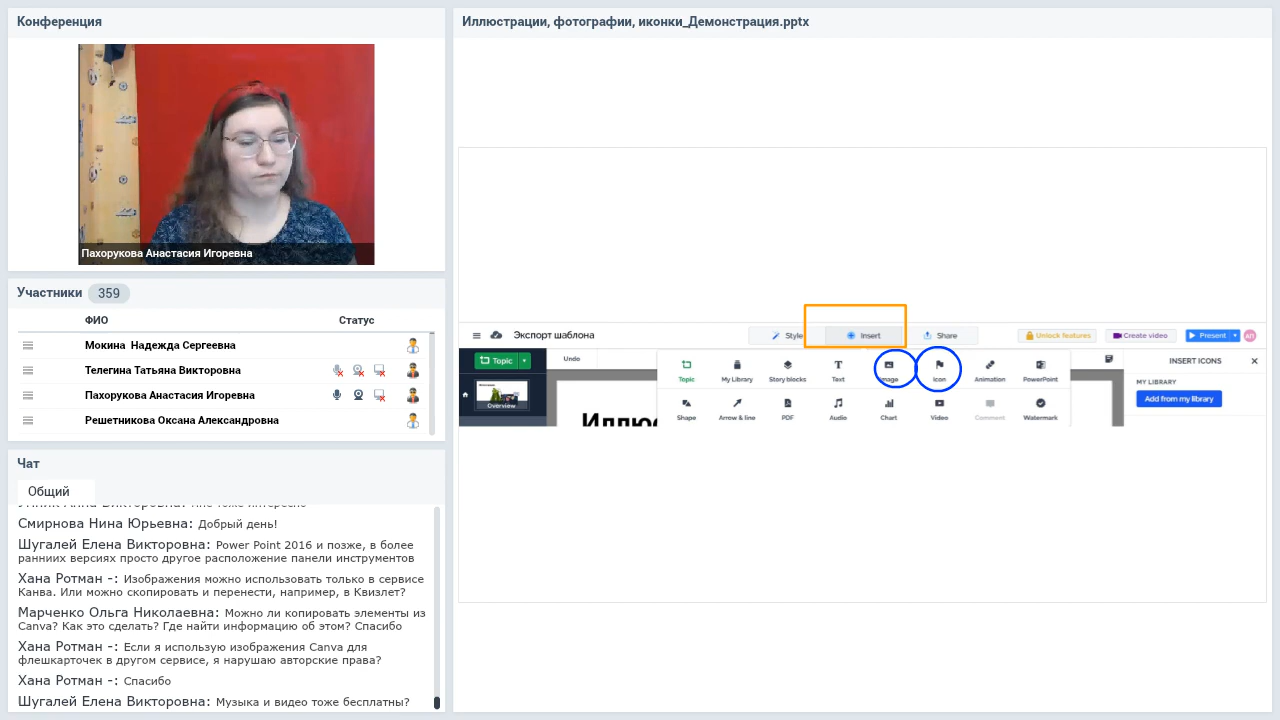 Конференция
Пахорукова Анастасия Игоревна
Участники 359
ФИО Статус
Мокина Надежда Сергеевна
Телегина Татьяна Викторовна
Пахорукова Анастасия Игоревна
Решетникова Оксана Александровна
Чат
Общий
Смирнова Нина Юрьевна: Добрый день!
Шугалей Елена Викторовна: Power Point 2016 и позже, в более
ранниих версиях просто другое расположение панели инструментов
Хана Ротман -: Изображения можно использовать только в сервисе
Канва. Или можно скопировать и перенести, например, в Квизлет?
Марченко Ольга Николаевна: Можно ли копировать элементы из
Canva? Как это сделать? Где найти информацию об этом? Спасибо
Хана Ротман -: Если я использую изображения Canva для
флешкарточек в другом сервисе, я нарушаю авторские права?
Хана Ротман -: Спасибо
Шугалей Елена Викторовна: Музыка и видео тоже бесплатны?
Иллюстрации, фотографии, иконки_Демонстрация.pptx
Экспорт шаблона Style Insert Share Unlock features Create video Present АП
Topic Undo
Overview
Topic My Library Story blocks Text Image Icon Animation PowerPoint
Shape Arrow & line PDF Audio Chart Video Comment Watermark
INSERT ICONS
MY LIBRARY
Add from my library